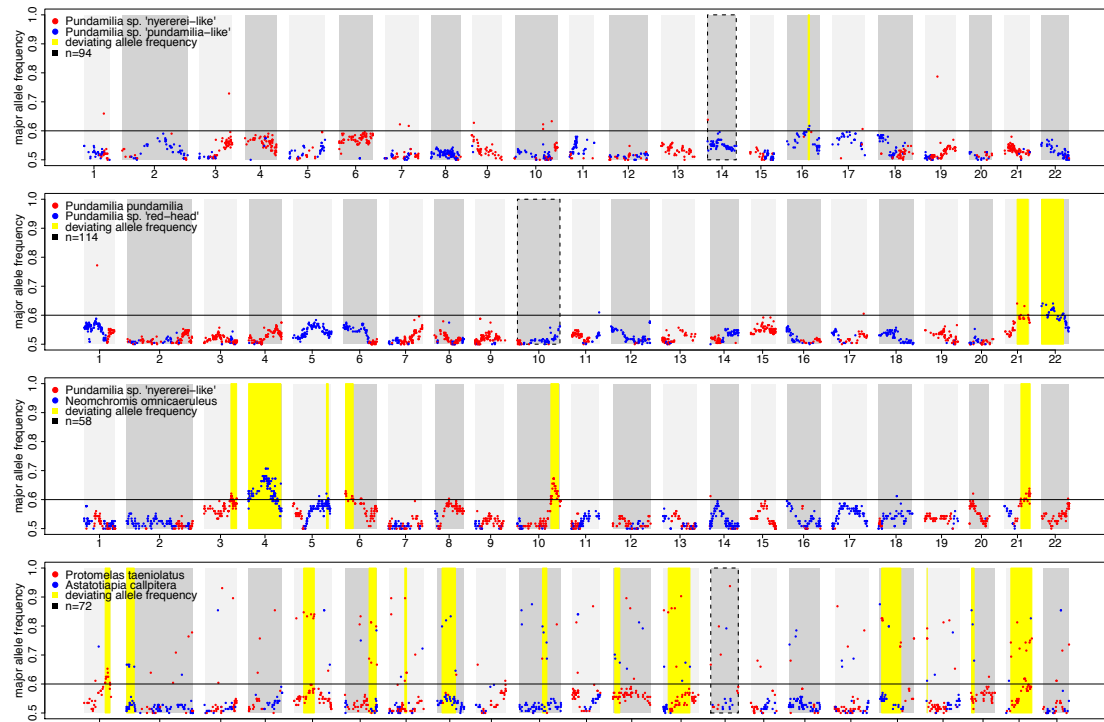 major allele frequency
0.5 0.6 0.7 0.8 0.9 1.0
Pundamilia sp. 'nyererei-like'
Pundamilia sp. 'pundamilia-like'
deviating allele frequency
n=94
1 2 3 4 5 6 7 8 9 10 11 12 13 14 15 16 17 18 19 20 21 22
major allele frequency
0.5 0.6 0.7 0.8 0.9 1.0
Pundamilia pundamilia
Pundamilia sp. 'red-head'
deviating allele frequency
n=114
1 2 3 4 5 6 7 8 9 10 11 12 13 14 15 16 17 18 19 20 21 22
major allele frequency
0.5 0.6 0.7 0.8 0.9 1.0
Pundamilia sp. 'nyererei-like'
Neomchromis omnicaeruleus
deviating allele frequency
n=58
1 2 3 4 5 6 7 8 9 10 11 12 13 14 15 16 17 18 19 20 21 22
major allele frequency
0.5 0.6 0.7 0.8 0.9 1.0
Protomelas taeniolatus
Astatotiapia callpitera
deviating allele frequency
n=72